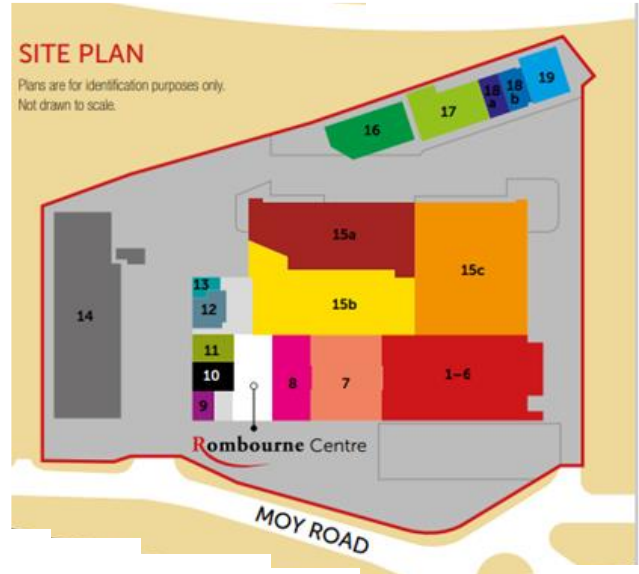 SITE PLAN
Plans are for identification purposes only.
Not drawn to scale.
19
18
b
18
a
17
16
15a
15c
15b
13
12
14
11
10
9
8
7
1–6
Rombourne Centre
MOY ROAD